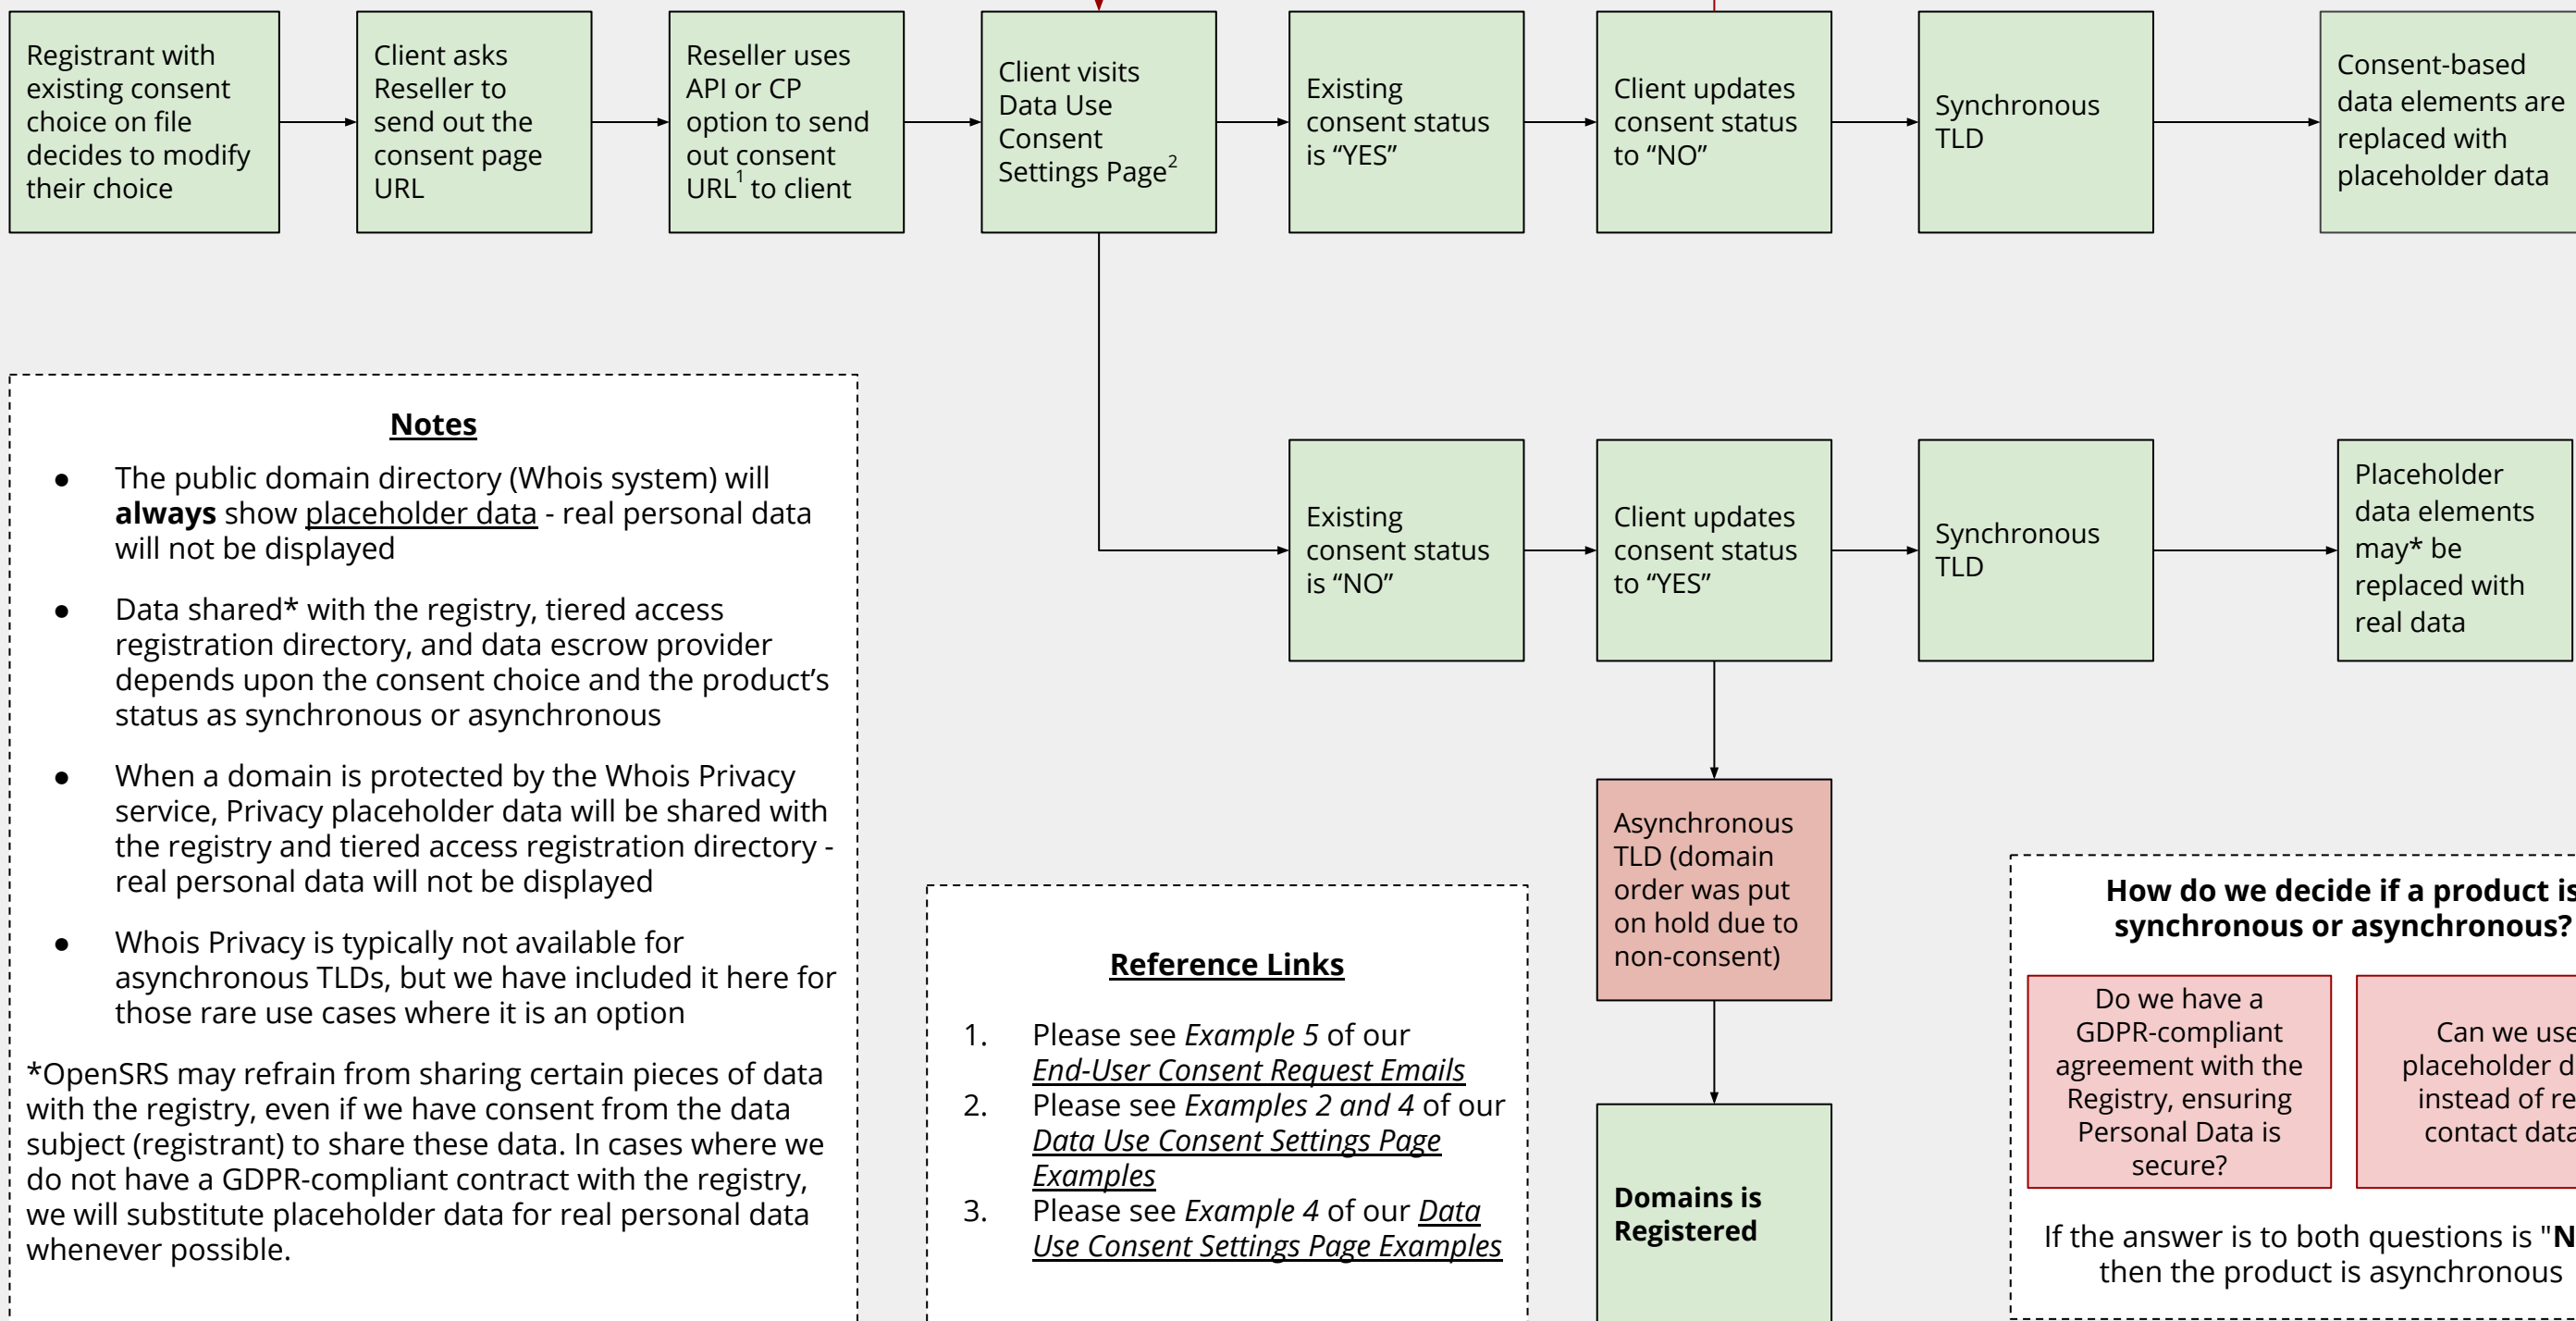 Registrant with
existing consent
choice on file
decides to modify
their choice
Client asks
Reseller to
send out the
consent page
URL
Reseller uses
API or CP
option to send
out consent
URL1 to client
Client visits
Data Use
Consent
Settings Page2
Existing
consent status
is “YES”
Client updates
consent status
to “NO”
Synchronous
TLD
Consent-based
data elements are
replaced with
placeholder data
Existing
consent status
is “NO”
Client updates
consent status
to “YES”
Synchronous
TLD
Placeholder
data elements
may* be
replaced with
real data
Notes
● The public domain directory (Whois system) will
always show placeholder data - real personal data
will not be displayed
● Data shared* with the registry, tiered access
registration directory, and data escrow provider
depends upon the consent choice and the product’s
status as synchronous or asynchronous
● When a domain is protected by the Whois Privacy
service, Privacy placeholder data will be shared with
the registry and tiered access registration directory -
real personal data will not be displayed
● Whois Privacy is typically not available for
asynchronous TLDs, but we have included it here for
those rare use cases where it is an option
*OpenSRS may refrain from sharing certain pieces of data
with the registry, even if we have consent from the data
subject (registrant) to share these data. In cases where we
do not have a GDPR-compliant contract with the registry,
we will substitute placeholder data for real personal data
whenever possible.
Reference Links
1. Please see Example 5 of our
End-User Consent Request Emails
2. Please see Examples 2 and 4 of our
Data Use Consent Settings Page
Examples
3. Please see Example 4 of our Data
Use Consent Settings Page Examples
Asynchronous
TLD (domain
order was put
on hold due to
non-consent)
Domains is
Registered
How do we decide if a product is
synchronous or asynchronous?
Do we have a
GDPR-compliant
agreement with the
Registry, ensuring
Personal Data is
secure?
Can we use
placeholder
instead of
contact data
If the answer is to both questions is "
then the product is asynchronous